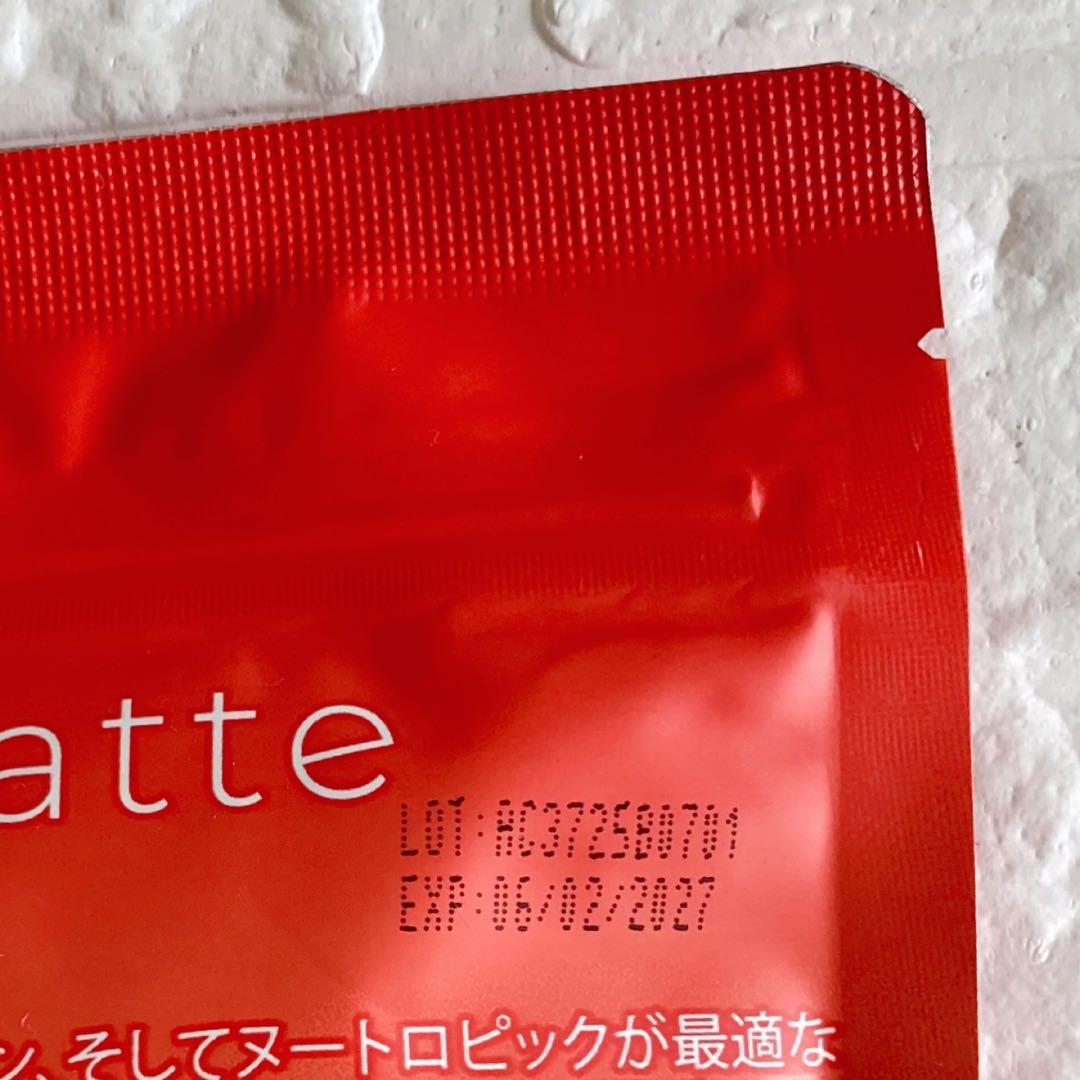 atte
LOT:AC3725B0701
EXP:06/02/2027
ン、そしてヌートロピックが最適な